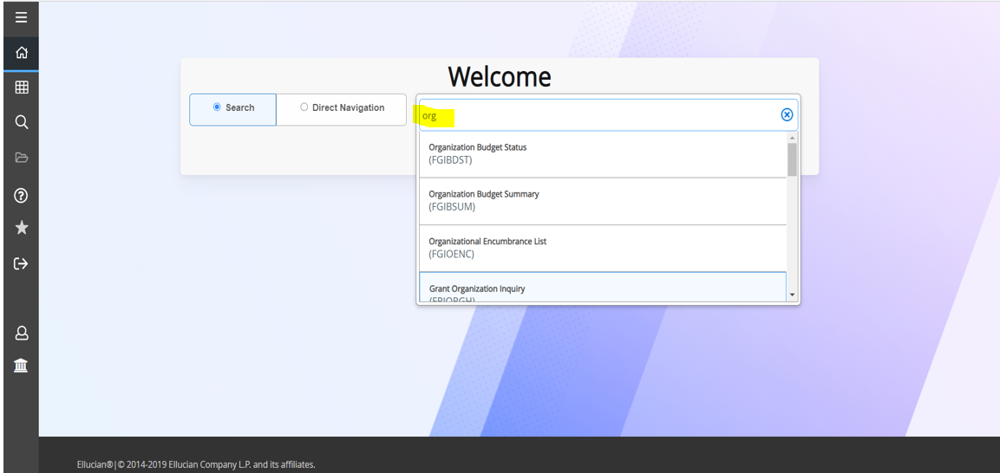 Welcome
Search
Direct Navigation
org
Organization Budget Status
(FGIBDST)
Organization Budget Summary
(FGIBSUM)
Organizational Encumbrance List
(FGIOENC)
Grant Organization Inquiry
(FRIORGH)
Ellucian®|© 2014-2019 Ellucian Company L.P. and its affiliates.